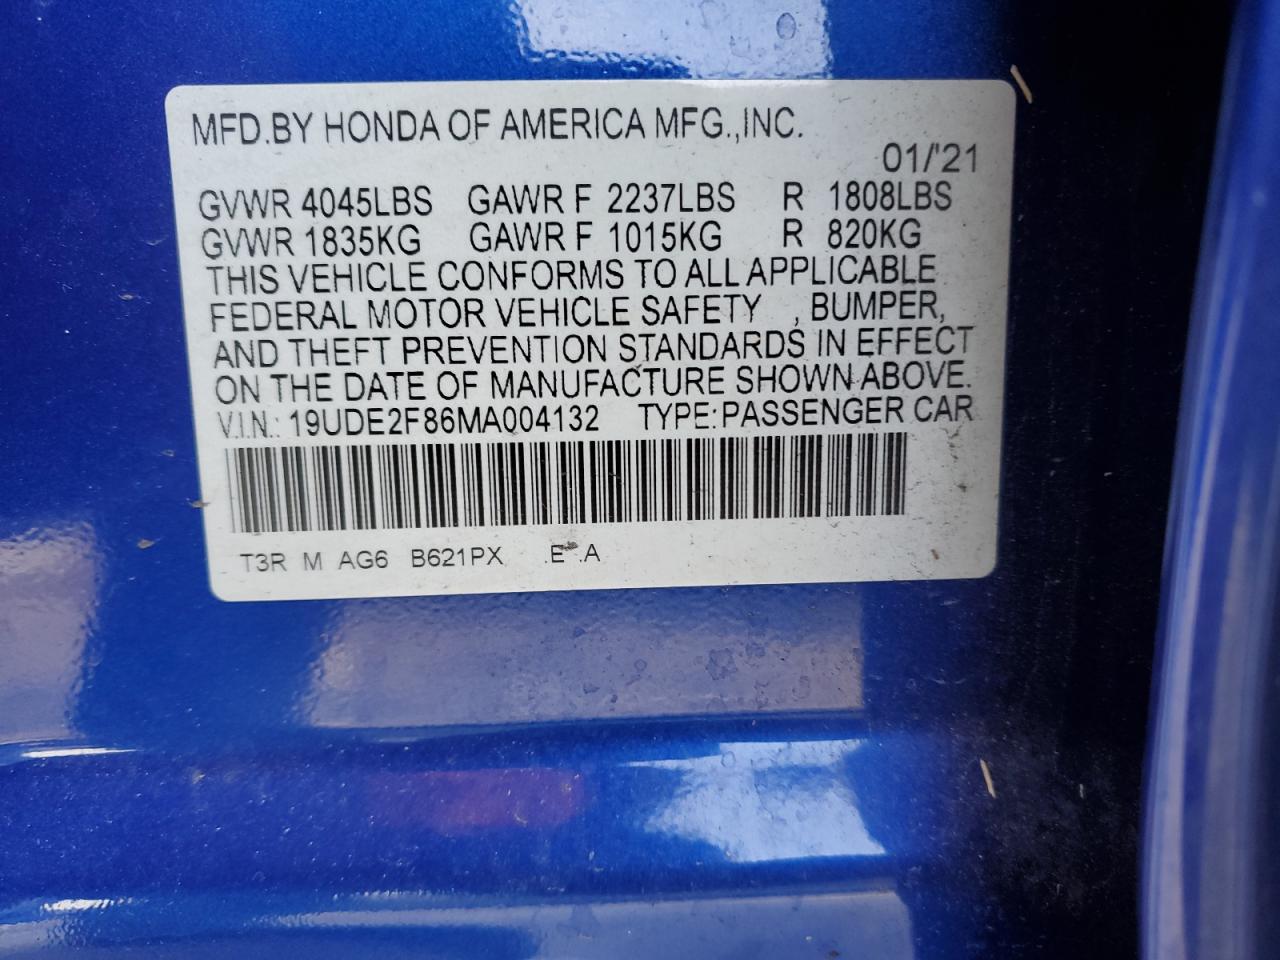 MFD.BY HONDA OF AMERICA MFG.,INC.
01/'21
GVWR 4045LBS GAWR F 2237LBS R 1808LBS
GVWR 1835KG GAWR F 1015KG R 820KG
THIS VEHICLE CONFORMS TO ALL APPLICABLE
FEDERAL MOTOR VEHICLE SAFETY , BUMPER,
AND THEFT PREVENTION STANDARDS IN EFFECT
ON THE DATE OF MANUFACTURE SHOWN ABOVE.
V.I.N.: 19UDE2F86MA004132 TYPE:PASSENGER CAR
T3R M AG6 B621PX .E .A